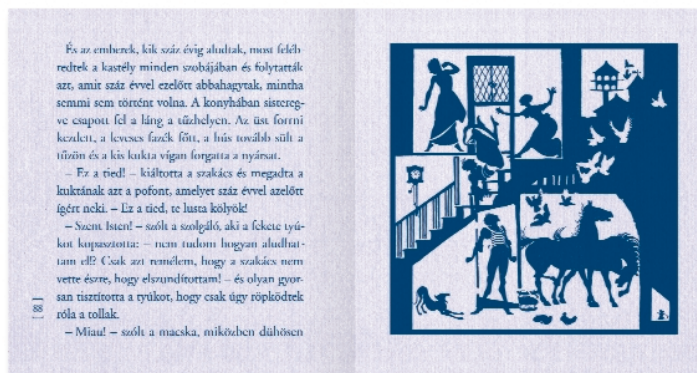 És az emberek, kik száz évig aludtak, most feléb
redtek a kastély minden szobájában és folytatták
azt, amit száz évvel ezelőtt abbahagytak, mintha
semmi sem történt volna. A konyhában sistereg-
ve csapott fel a láng a tűzhelyen. Az üst forrni
kezdett, a leveses fazék főtt, a hús tovább sült a
tűzön és a kis kukta vígan forgatta a nyársat.
– Ez a tied! – kiáltotta a szakács és megadta a
kuktának azt a pofont, amelyet száz évvel azelőtt
ígért neki. – Ez a tied, te lusta kölyök!
– Szent Isten! – szólt a szolgáló, aki a fekete tyú-
kot kopasztotta: – nem tudom hogyan aludhat-
tam el!? Csak azt remélem, hogy a szakács nem
vette észre, hogy elszundítottam! – és olyan gyor-
san tisztította a tyúkot, hogy csak úgy röpködtek
róla a tollak.
– Miau! – szólt a macska, miközben dühösen
88